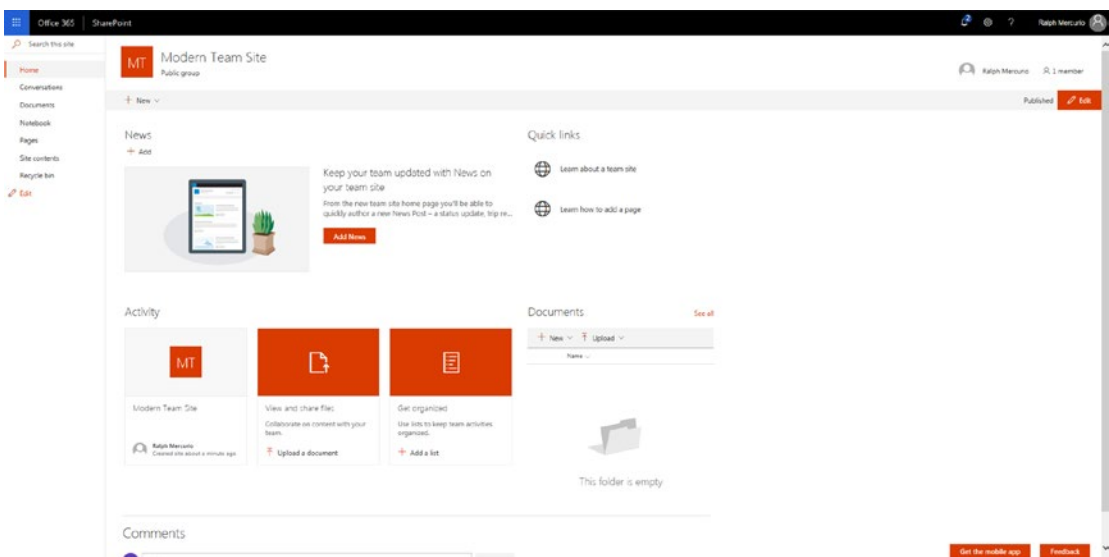 Office 365
SharePoint
2
?
Ralph Mercurio
Search this site
MT
Modern Team Site
Public group
Ralph Mercurio
1 member
Home
Conversations
Documents
Notebook
Pages
Site contents
Recycle bin
Edit
+ New
Published
Edit
News
+ Add
Keep your team updated with News on
your team site
From the new team site home page you'll be able to
quickly author a new News Post – a status update, trip re...
Add News
Quick links
Learn about a team site
Learn how to add a page
Activity
MT
Modern Team Site
Ralph Mercurio
Created site about a minute ago
View and share files
Collaborate on content with your
team.
Upload a document
Get organized
Use lists to keep team activities
organized.
+ Add a list
Documents
See all
+ New
Upload
Name
This folder is empty
Comments
Get the mobile app
Feedback